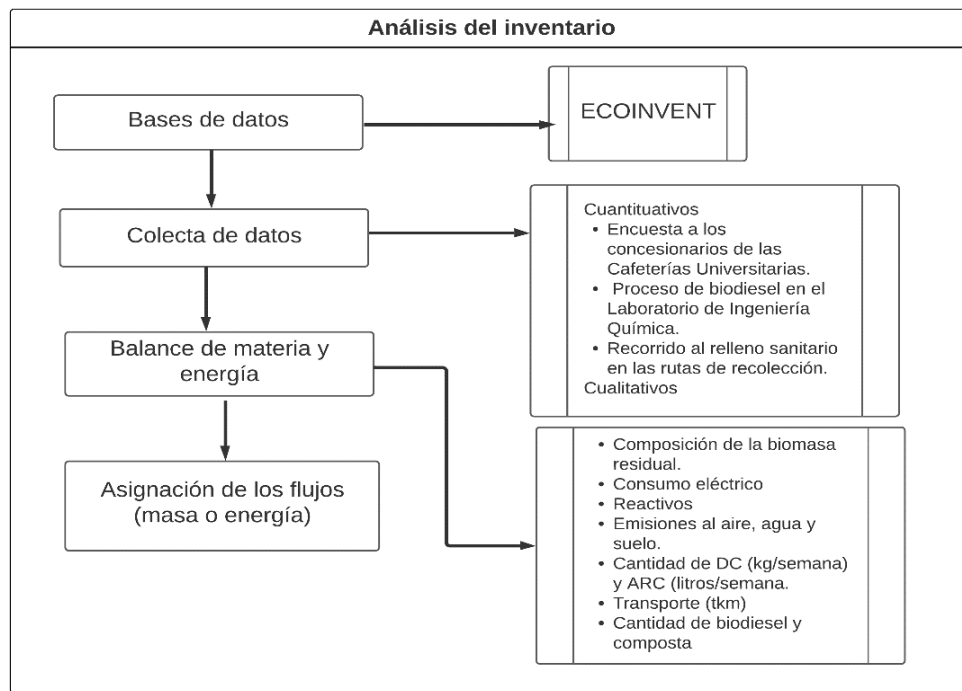 Análisis del inventario
Bases de datos
ECOINVENT
Colecta de datos
Cuantituativos
• Encuesta a los
concesionarios de las
Cafeterías Universitarias.
• Proceso de biodiesel en el
Laboratorio de Ingeniería
Química.
• Recorrido al relleno sanitario
en las rutas de recolección.
Cualitativos
Balance de materia y
energía
• Composición de la biomasa
residual.
• Consumo eléctrico
• Reactivos
• Emisiones al aire, agua y
suelo.
• Cantidad de DC (kg/semana)
y ARC (litros/semana.
• Transporte (tkm)
• Cantidad de biodiesel y
composta
Asignación de los flujos
(masa o energía)